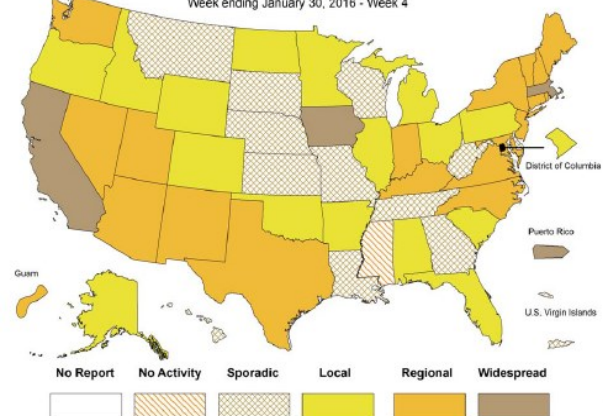 Week ending January 30, 2016 - Week 4
District of Columbia
Puerto Rico
Guam
U.S. Virgin Islands
No Report No Activity Sporadic Local Regional Widespread